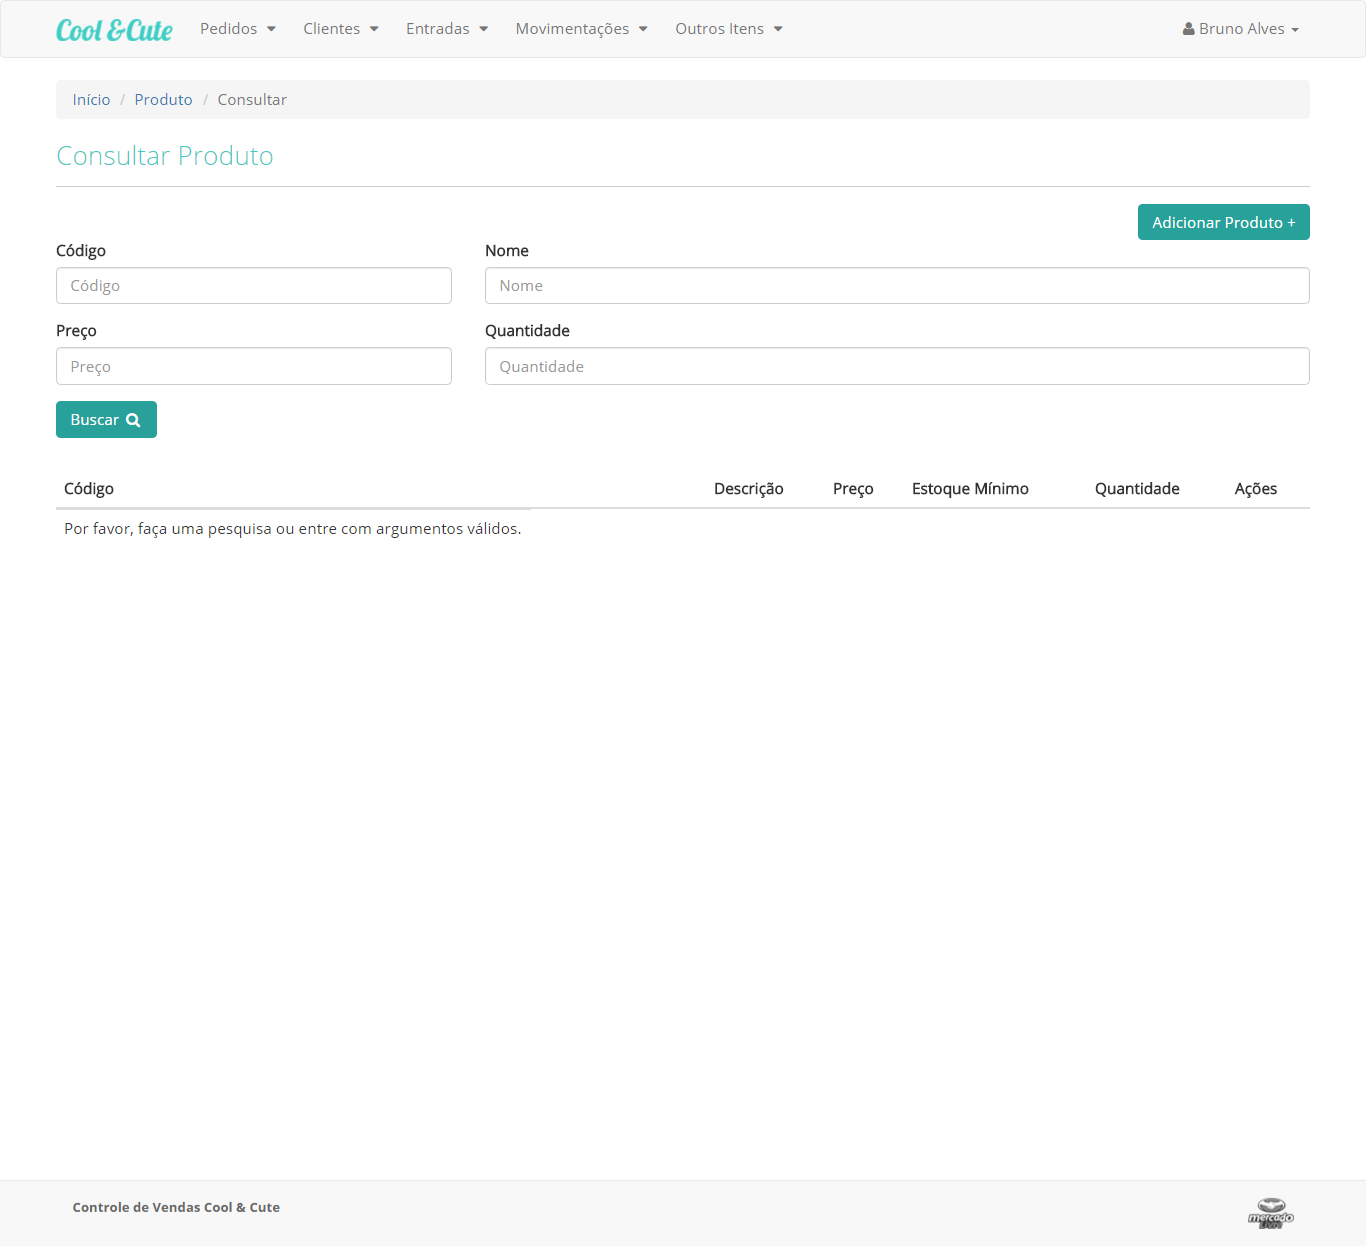 Cool &Cute Pedidos Clientes Entradas Movimentações Outros Itens Bruno Alves
Início / Produto / Consultar
Consultar Produto
Adicionar Produto +
Código Nome
Código Nome
Preço Quantidade
Preço Quantidade
Buscar
Código Descrição Preço Estoque Mínimo Quantidade Ações
Por favor, faça uma pesquisa ou entre com argumentos válidos.
Controle de Vendas Cool & Cute
mercado
livre